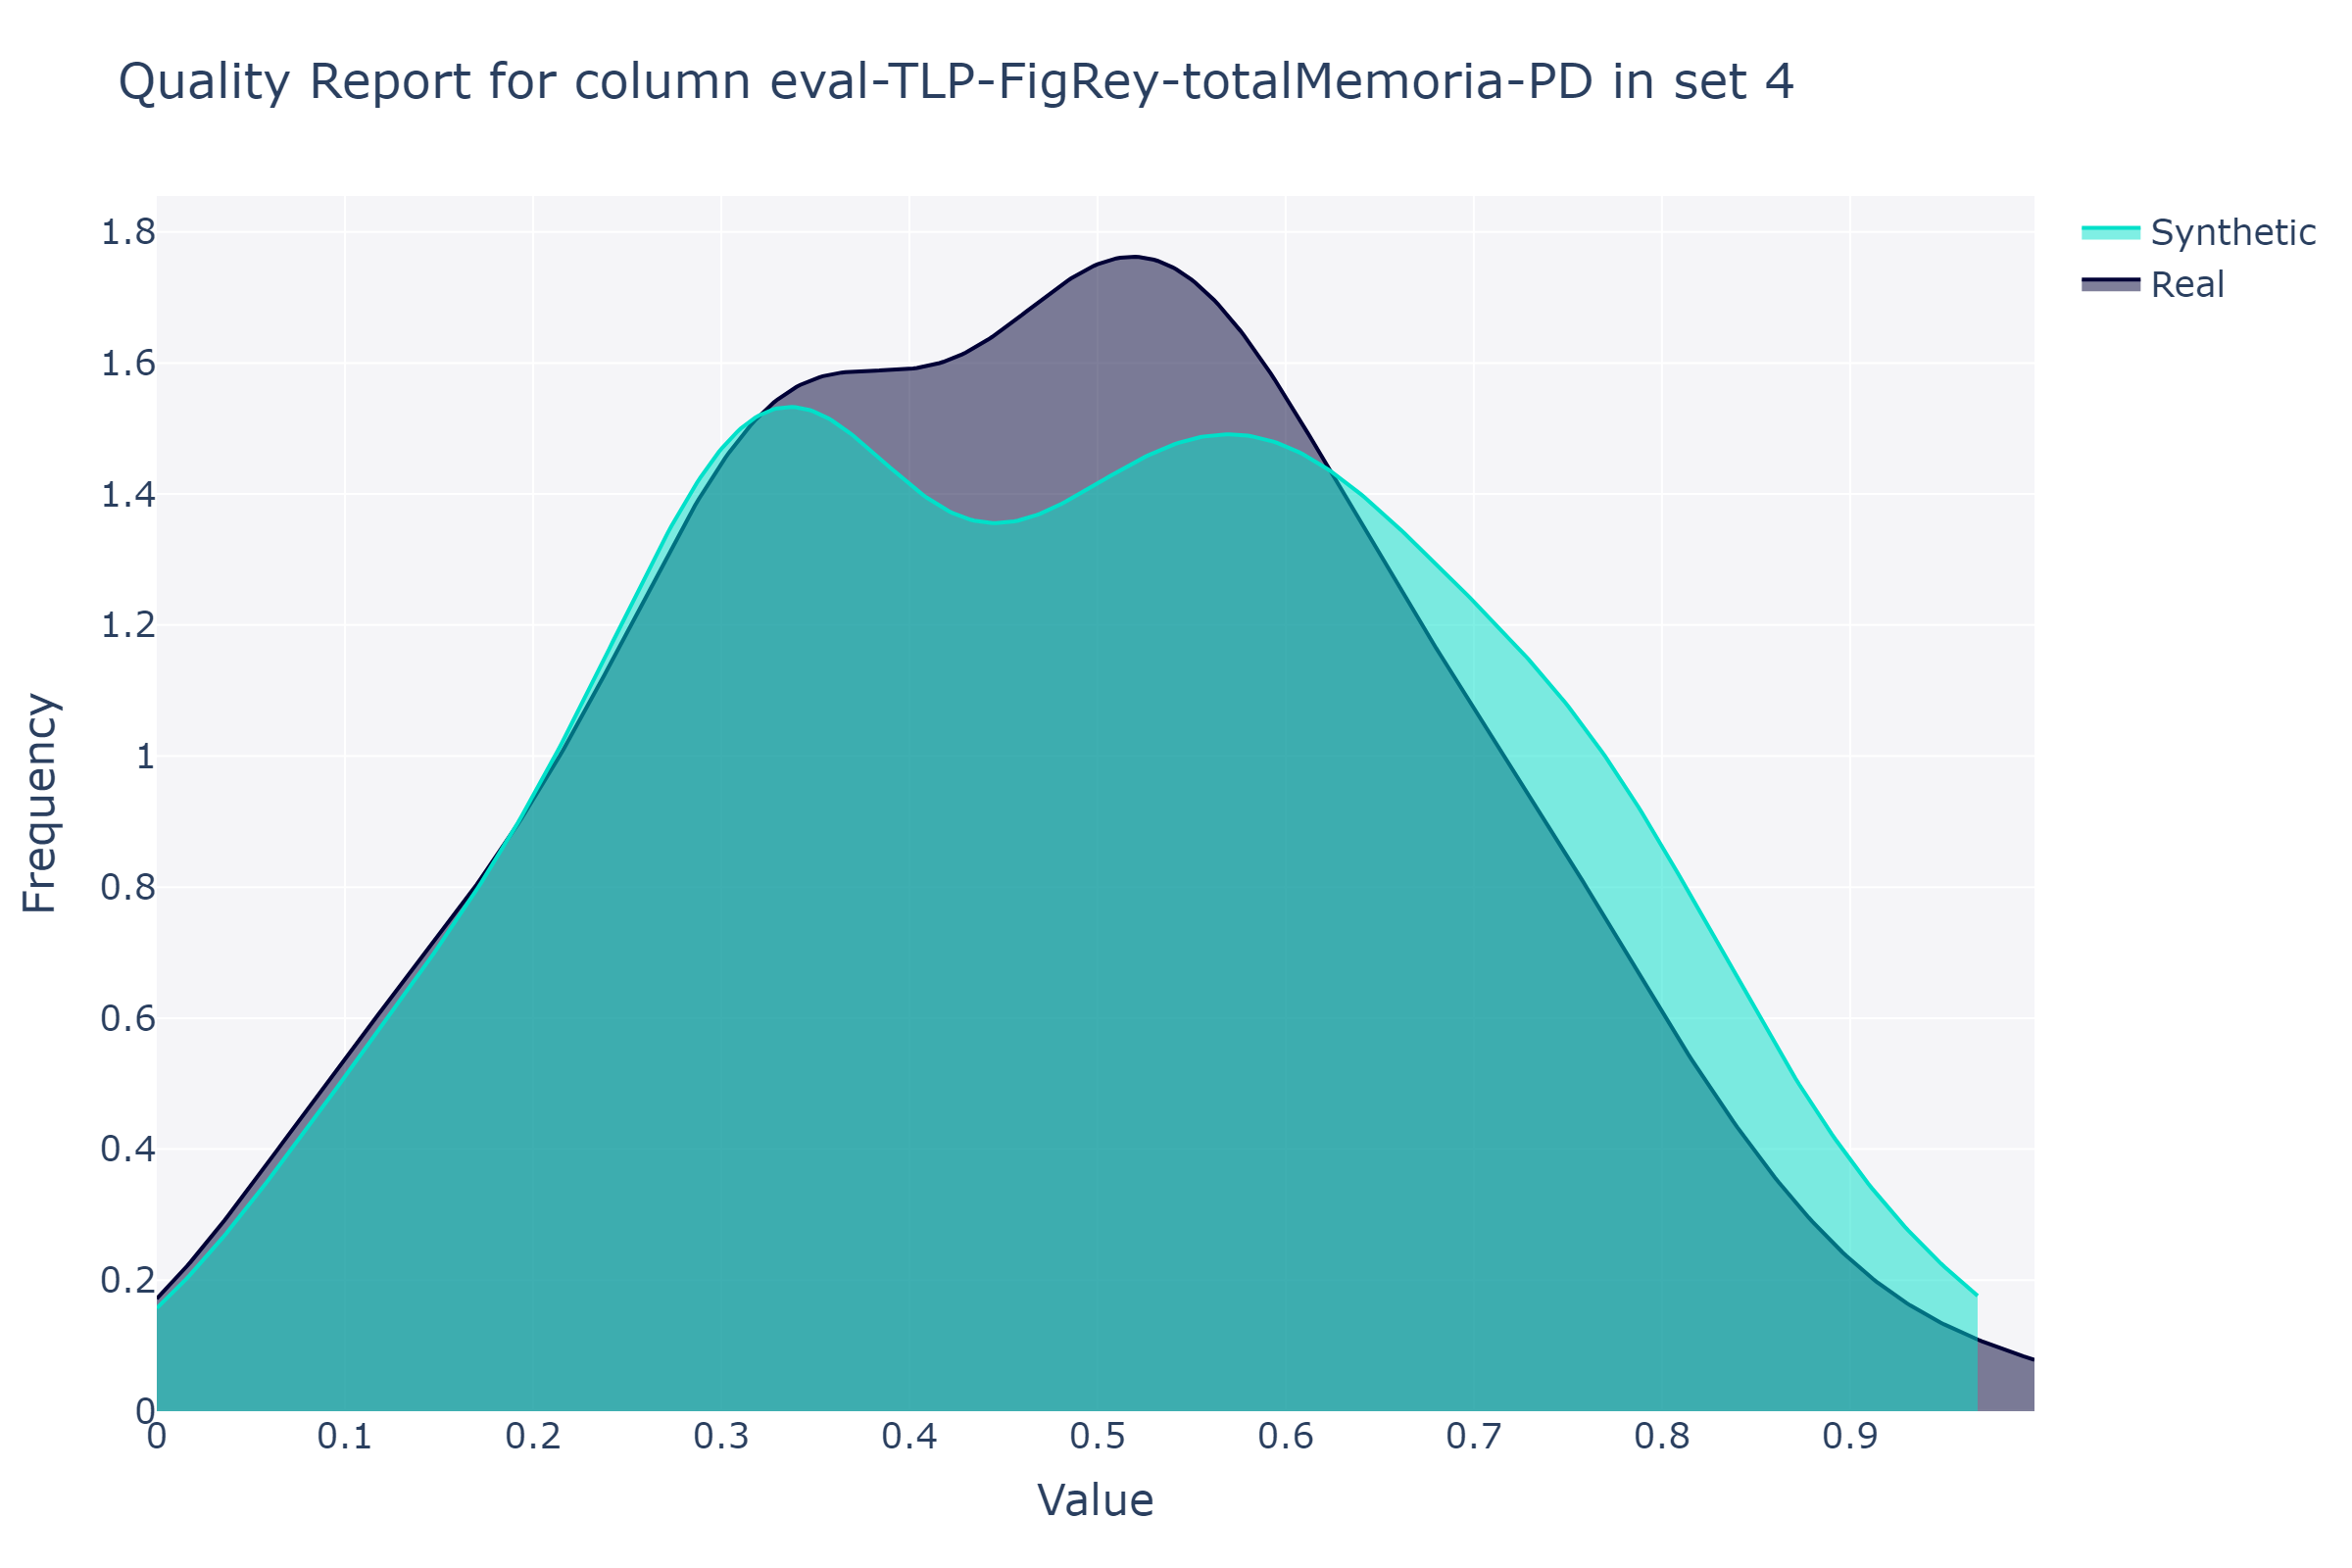 Quality Report for column eval-TLP-FigRey-totalMemoria-PD in set 4
Synthetic
Real
1.8
1.6
1.4
1.2
1
0.8
0.6
0.4
0.2
0
Frequency
0 0.1 0.2 0.3 0.4 0.5 0.6 0.7 0.8 0.9
Value